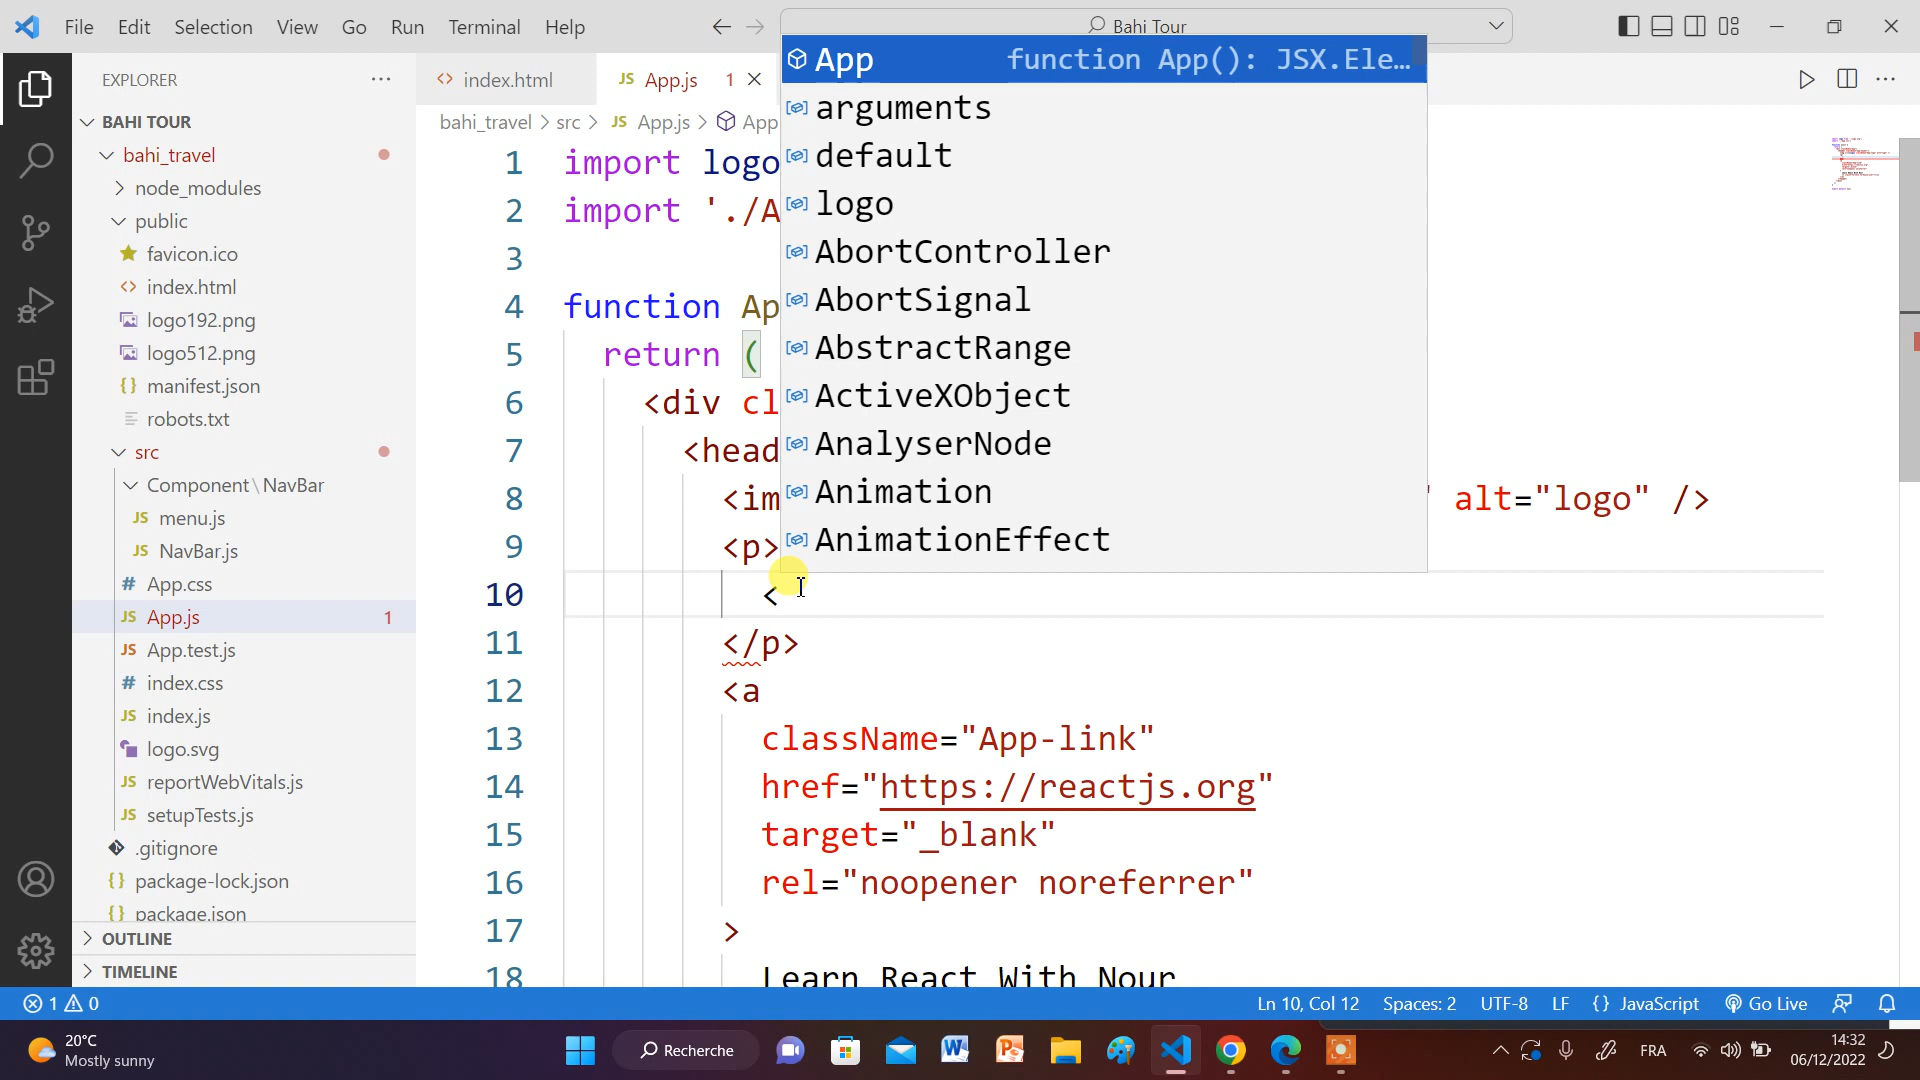 File Edit Selection View Go Run Terminal Help
Bahi Tour
EXPLORER
BAHI TOUR
bahi_travel
node_modules
public
favicon.ico
index.html
logo192.png
logo512.png
manifest.json
robots.txt
src
Component\NavBar
menu.js
NavBar.js
App.css
App.js 1
App.test.js
index.css
index.js
logo.svg
reportWebVitals.js
setupTests.js
.gitignore
package-lock.json
package.json
OUTLINE
TIMELINE
index.html
App.js 1
bahi_travel > src > JS App.js > App
App function App(): JSX.Ele...
arguments
default
logo
AbortController
AbortSignal
AbstractRange
ActiveXObject
AnalyserNode
Animation
AnimationEffect
1 import logo
2 import './A
3
4 function Ap
5 return (
6 <div cl
7 <head
8 <im " alt="logo" />
9 <p>
10 <
11 </p>
12 <a
13 className="App-link"
14 href="https://reactjs.org"
15 target="_blank"
16 rel="noopener noreferrer"
17 >
18 Learn React With Nour
1 0
Ln 10, Col 12 Spaces: 2 UTF-8 LF {} JavaScript Go Live
20°C
Mostly sunny
Recherche
FRA
14:32
06/12/2022